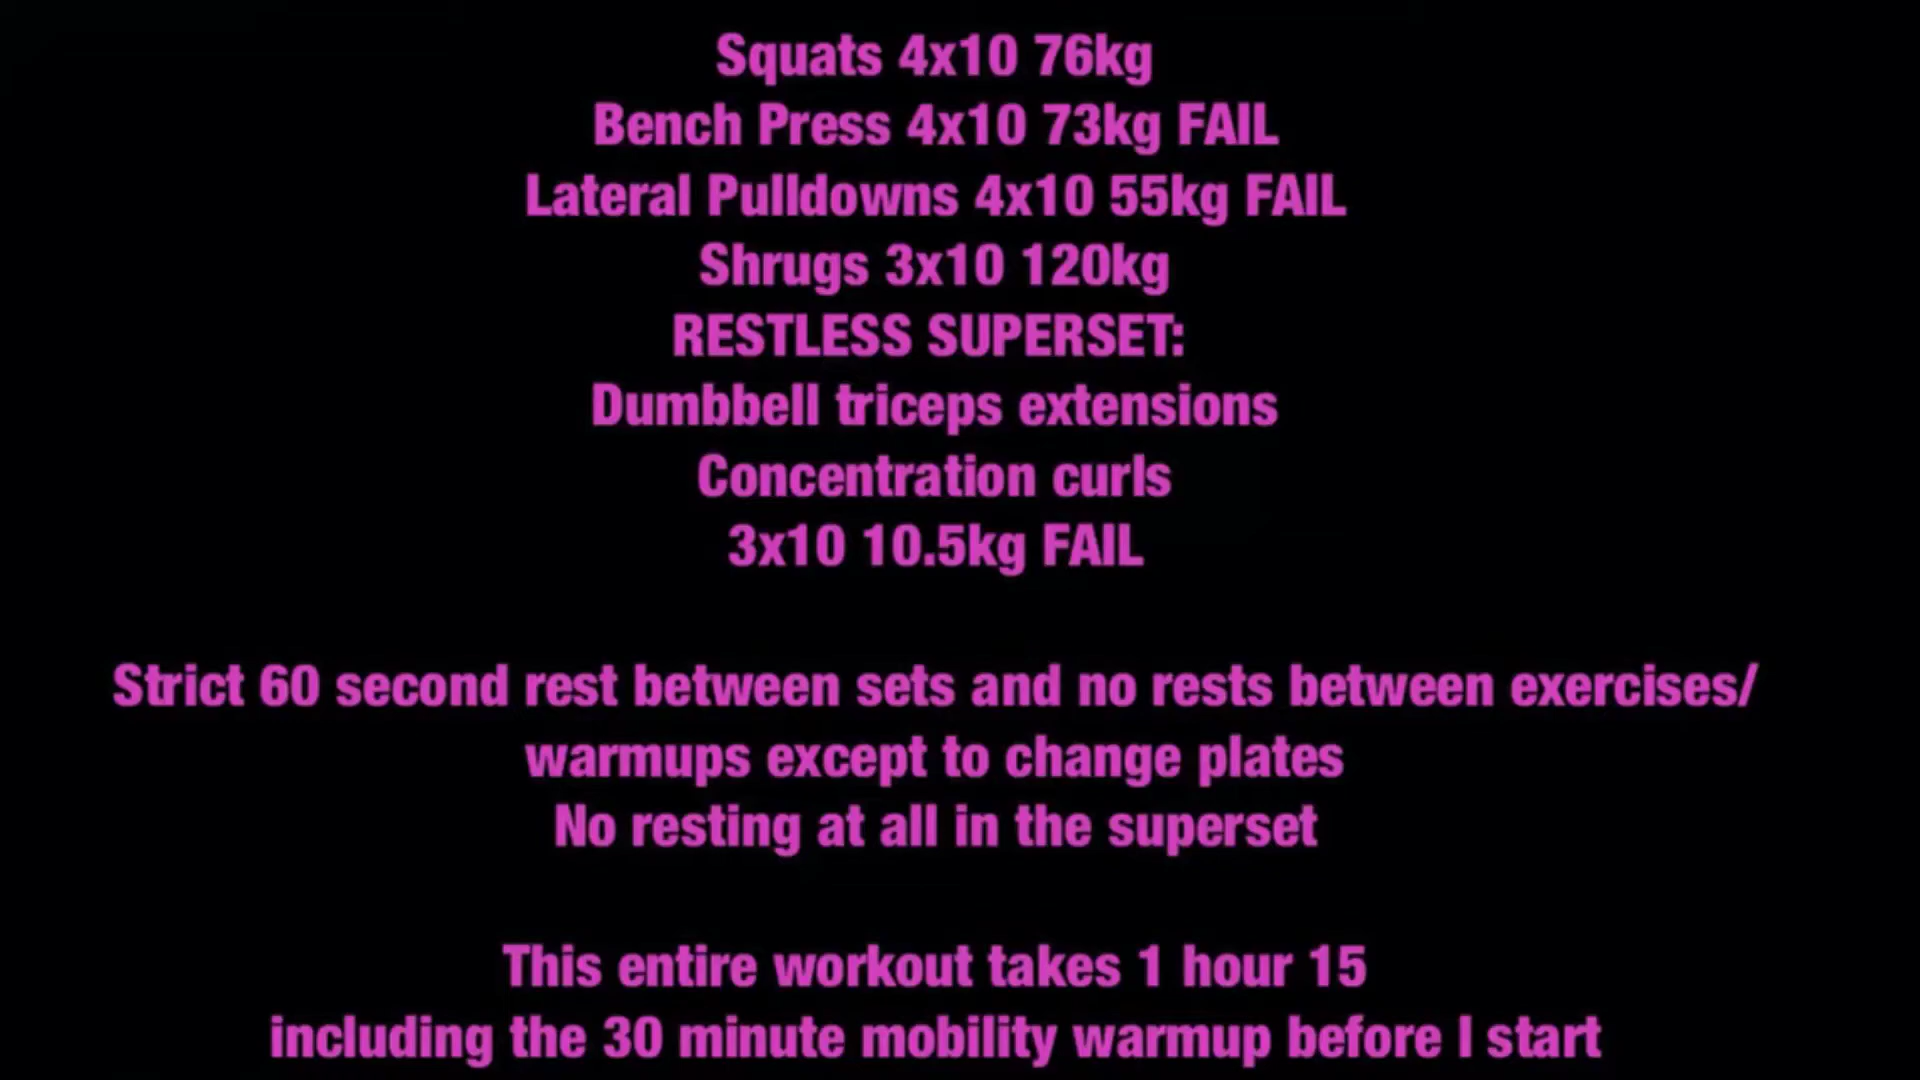 Squats 4x10 76kg
Bench Press 4x10 73kg FAIL
Lateral Pulldowns 4x10 55kg FAIL
Shrugs 3x10 120kg
RESTLESS SUPERSET:
Dumbbell triceps extensions
Concentration curls
3x10 10.5kg FAIL
Strict 60 second rest between sets and no rests between exercises/
warmups except to change plates
No resting at all in the superset
This entire workout takes 1 hour 15
including the 30 minute mobility warmup before I start